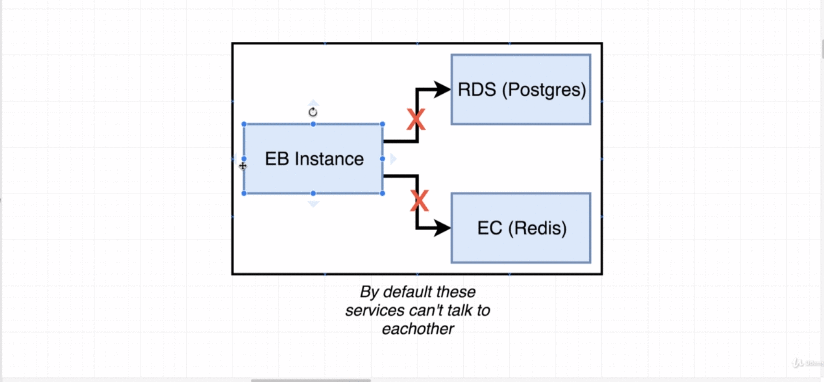 RDS (Postgres)
X
EB Instance
X
EC (Redis)
By default these
services can't talk to
eachother